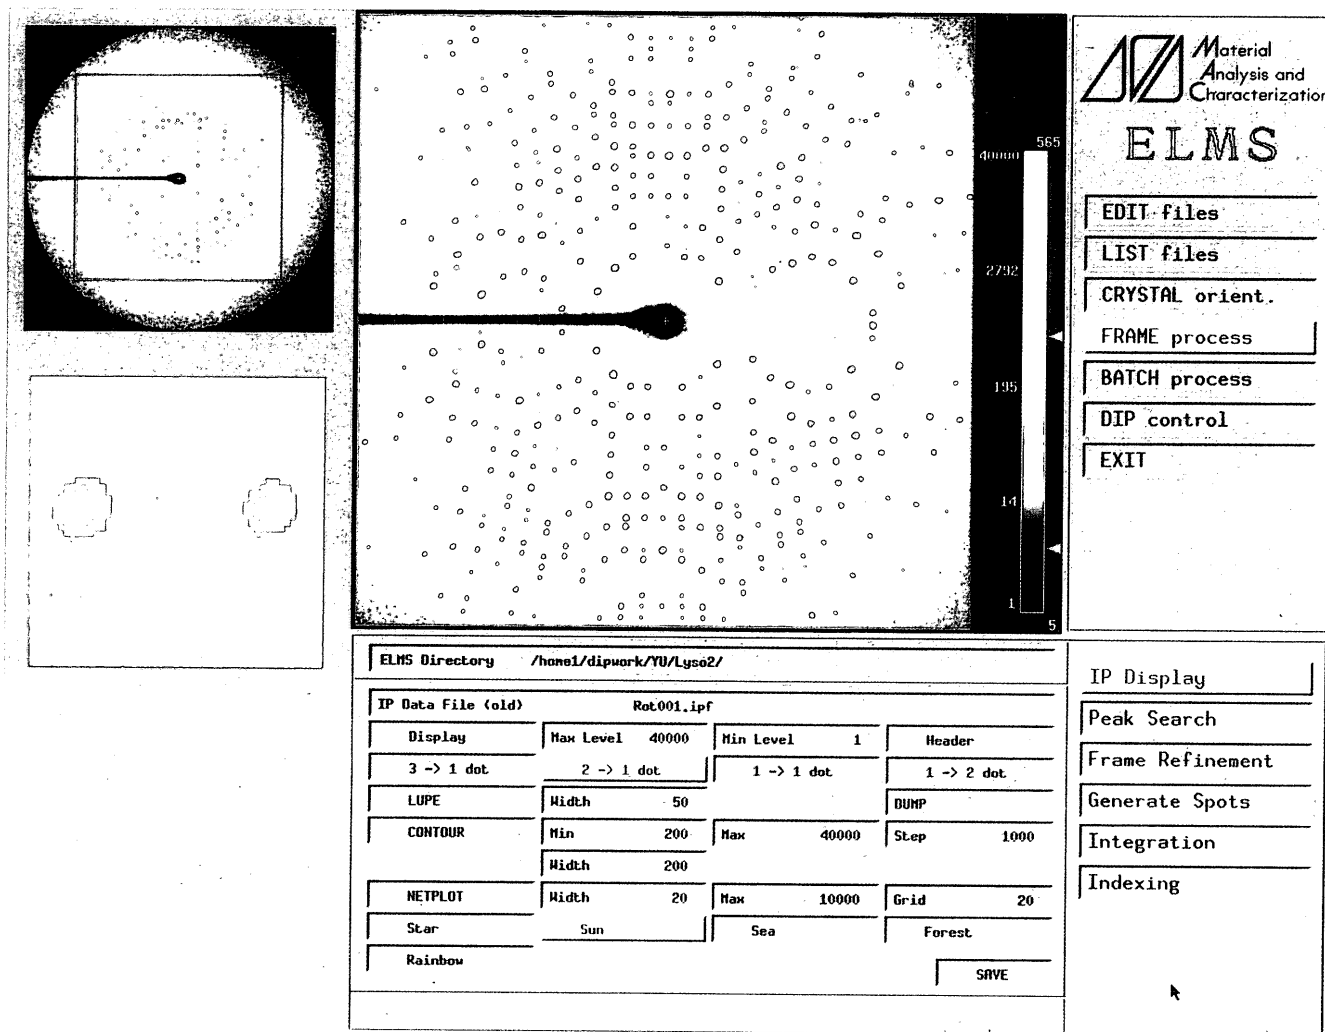 Material
Analysis and
Characterization
ELMS
565
40000
2792
195
14
1
5
EDIT files
LIST files
CRYSTAL orient.
FRAME process
BATCH process
DIP control
EXIT
ELMS Directory /home1/dipwork/YU/Lyso2/
IP Data File (old) Rot001.ipf
Display Max Level 40000 Min Level 1 Header
3 -> 1 dot 2 -> 1 dot 1 -> 1 dot 1 -> 2 dot
LUPE Width 50 DUMP
CONTOUR Min 200 Max 40000 Step 1000
Width 200
NETPLOT Width 20 Max 10000 Grid 20
Star Sun Sea Forest
Rainbow
SAVE
IP Display
Peak Search
Frame Refinement
Generate Spots
Integration
Indexing